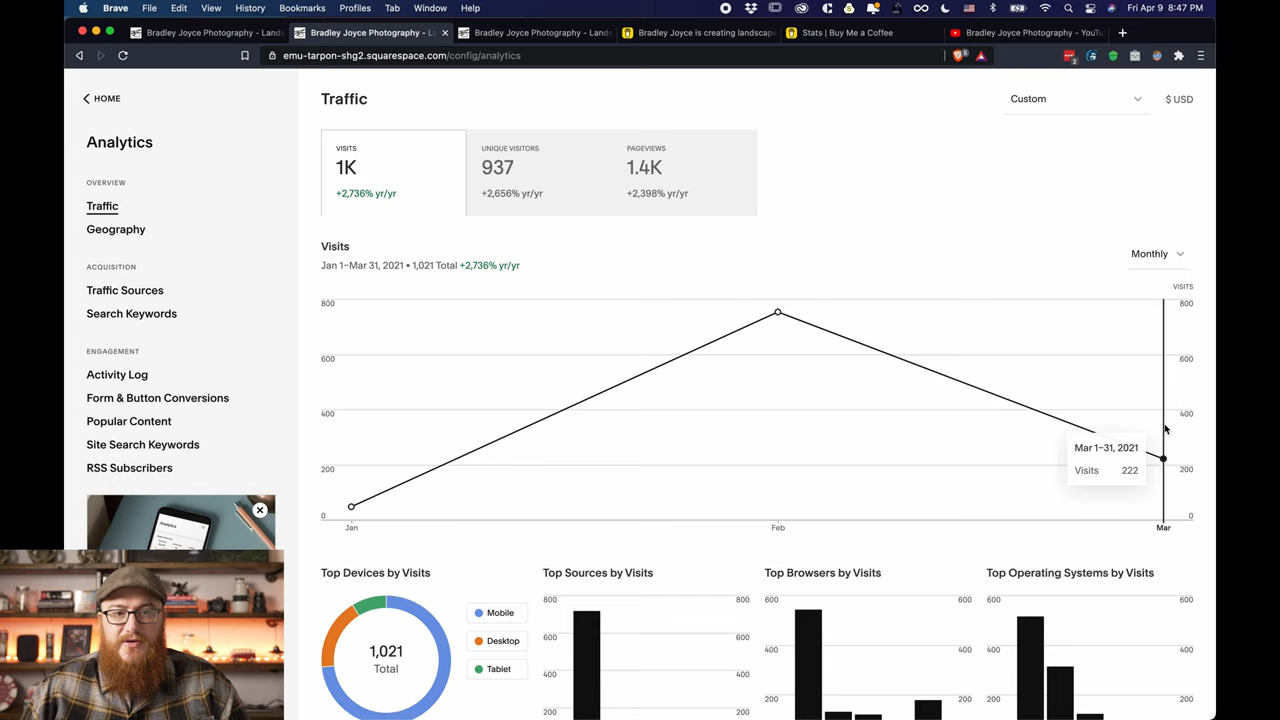 Brave File Edit View History Bookmarks Profiles Tab Window Help Fri Apr 9 8:47 PM
Bradley Joyce Photography - Lands
Bradley Joyce Photography - L
Bradley Joyce Photography - Lands
Bradley Joyce is creating landscape
Stats | Buy Me a Coffee
Bradley Joyce Photography - YouTu
emu-tarpon-shg2.squarespace.com/config/analytics
HOME
Analytics
OVERVIEW
Traffic
Geography
ACQUISITION
Traffic Sources
Search Keywords
ENGAGEMENT
Activity Log
Form & Button Conversions
Popular Content
Site Search Keywords
RSS Subscribers
Traffic
Custom
$ USD
VISITS
1K
+2,736% yr/yr
UNIQUE VISITORS
937
+2,656% yr/yr
PAGEVIEWS
1.4K
+2,398% yr/yr
Visits
Jan 1–Mar 31, 2021 • 1,021 Total +2,736% yr/yr
Monthly
VISITS
800 800
600 600
400 400
200 200
0 0
Mar 1–31, 2021
Visits 222
Jan Feb Mar
Top Devices by Visits
1,021
Total
Mobile
Desktop
Tablet
Top Sources by Visits
800 800
600 600
400 400
200 200
Top Browsers by Visits
600 600
400 400
200 200
Top Operating Systems by Visits
600 600
400 400
200 200